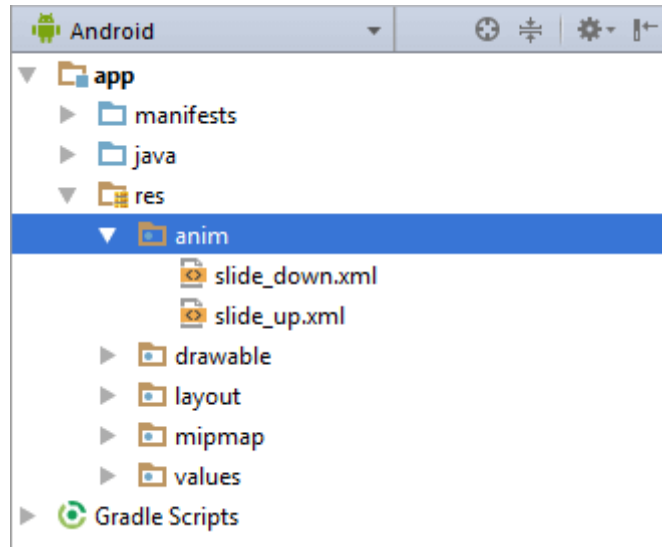 Android
app
manifests
java
res
anim
slide_down.xml
slide_up.xml
drawable
layout
mipmap
values
Gradle Scripts